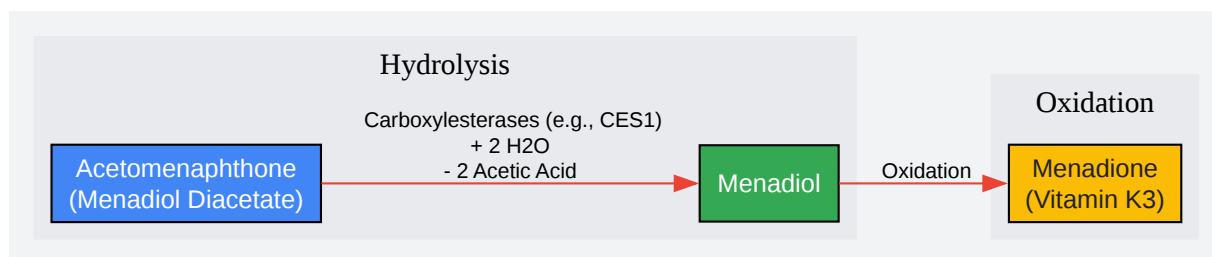 Hydrolysis
Carboxylesterases (e.g., CES1)
+ 2 H2O
- 2 Acetic Acid
Acetomenaphthone
(Menadiol Diacetate)
Menadiol
Oxidation
Oxidation
Menadione
(Vitamin K3)